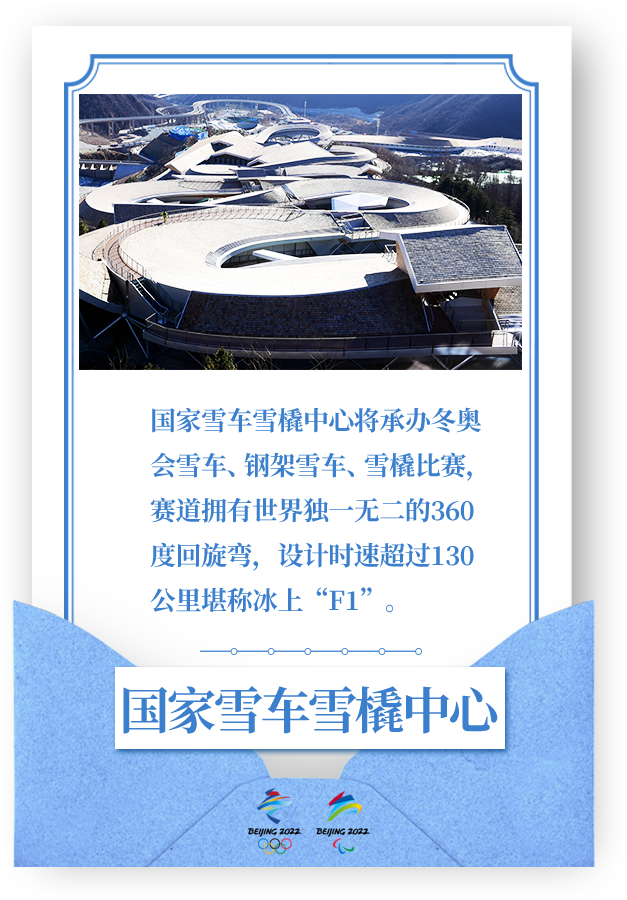 国家雪车雪橇中心将承办冬奥
会雪车、钢架雪车、雪橇比赛，
赛道拥有世界独一无二的360
度回旋弯，设计时速超过130
公里堪称冰上“F1”。
国家雪车雪橇中心
BEIJING 2022 BEIJING 2022